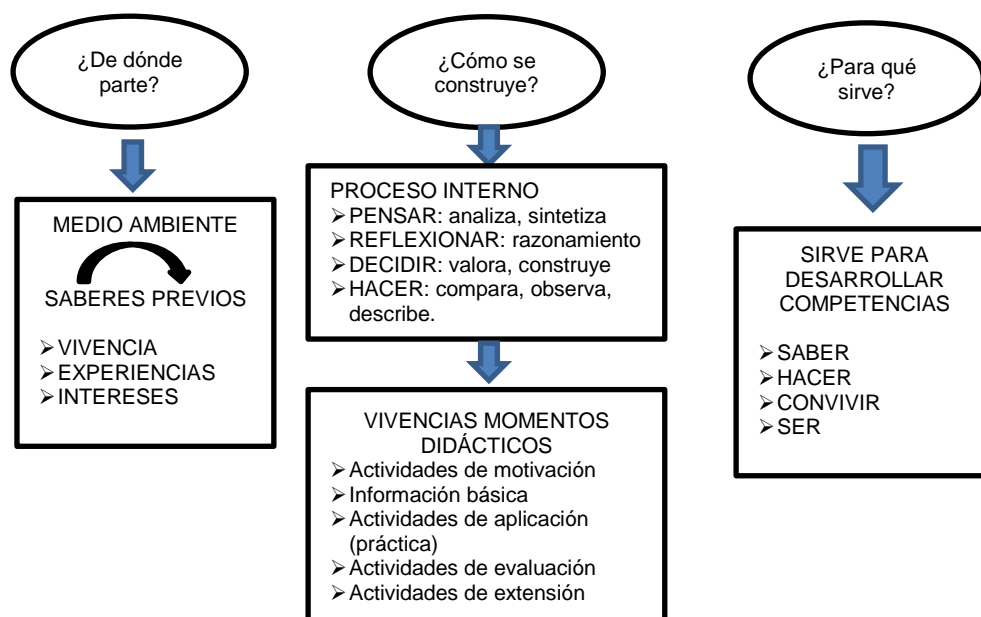 ¿De dónde
parte?
MEDIO AMBIENTE
SABERES PREVIOS
➢VIVENCIA
➢EXPERIENCIAS
➢INTERESES
¿Cómo se
construye?
PROCESO INTERNO
➢PENSAR: analiza, sintetiza
➢REFLEXIONAR: razonamiento
➢DECIDIR: valora, construye
➢HACER: compara, observa,
describe.
VIVENCIAS MOMENTOS
DIDÁCTICOS
➢Actividades de motivación
➢Información básica
➢Actividades de aplicación
(práctica)
➢Actividades de evaluación
➢Actividades de extensión
¿Para qué
sirve?
SIRVE PARA
DESARROLLAR
COMPETENCIAS
➢SABER
➢HACER
➢CONVIVIR
➢SER